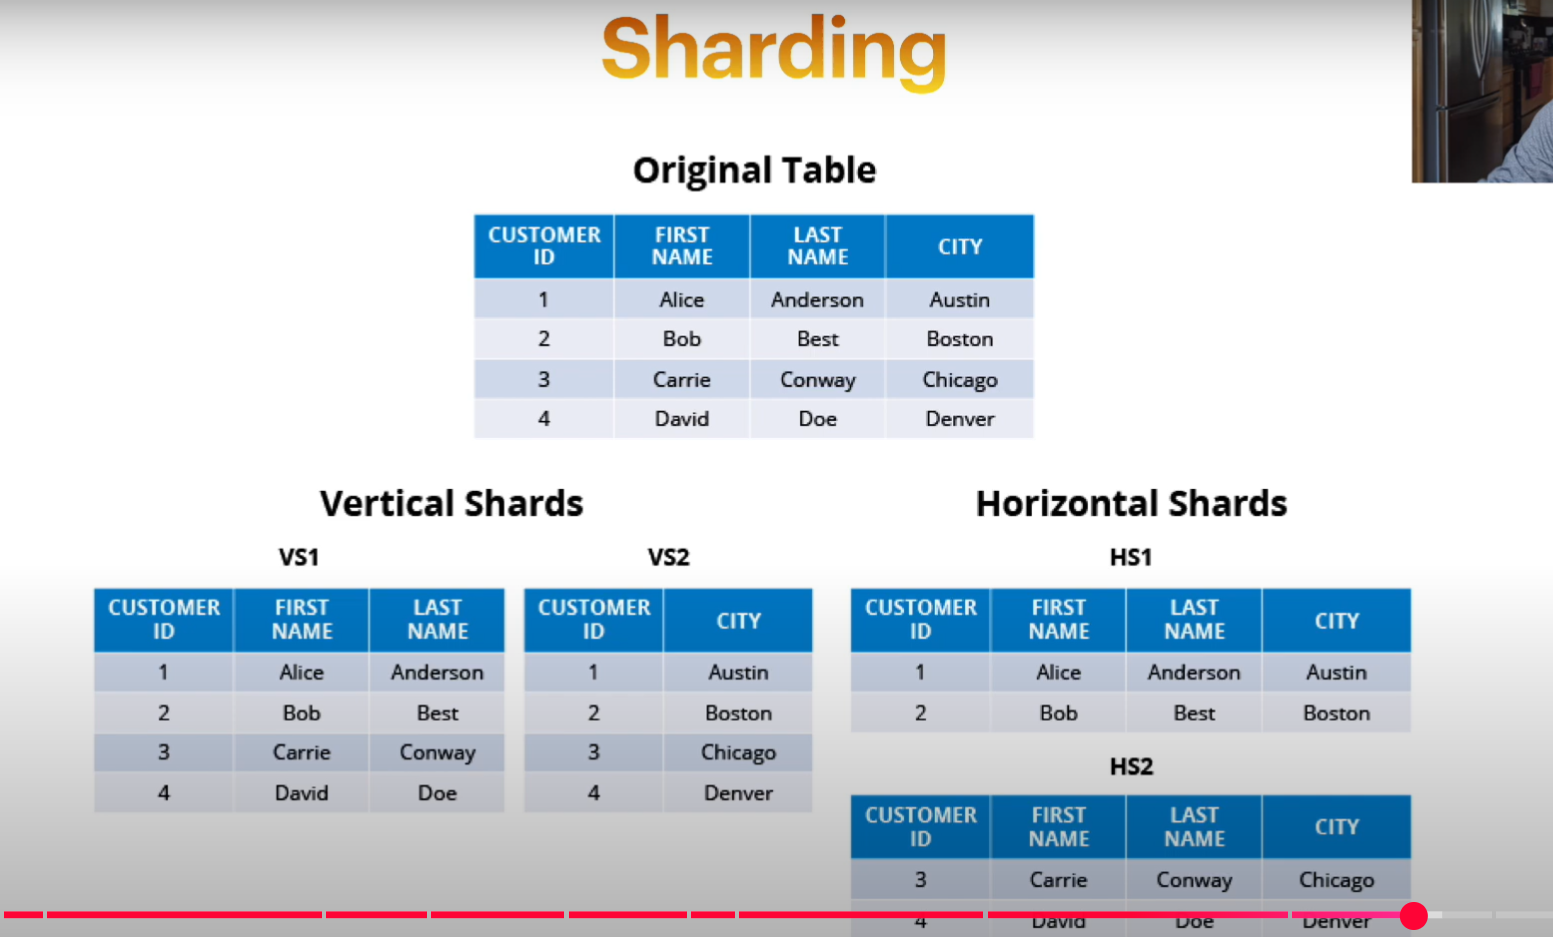 Sharding
Original Table
CUSTOMER ID FIRST NAME LAST NAME CITY
1 Alice Anderson Austin
2 Bob Best Boston
3 Carrie Conway Chicago
4 David Doe Denver
Vertical Shards
VS1
CUSTOMER ID FIRST NAME LAST NAME
1 Alice Anderson
2 Bob Best
3 Carrie Conway
4 David Doe
VS2
CUSTOMER ID CITY
1 Austin
2 Boston
3 Chicago
4 Denver
Horizontal Shards
HS1
CUSTOMER ID FIRST NAME LAST NAME CITY
1 Alice Anderson Austin
2 Bob Best Boston
HS2
CUSTOMER ID FIRST NAME LAST NAME CITY
3 Carrie Conway Chicago
4 David Doe Denver